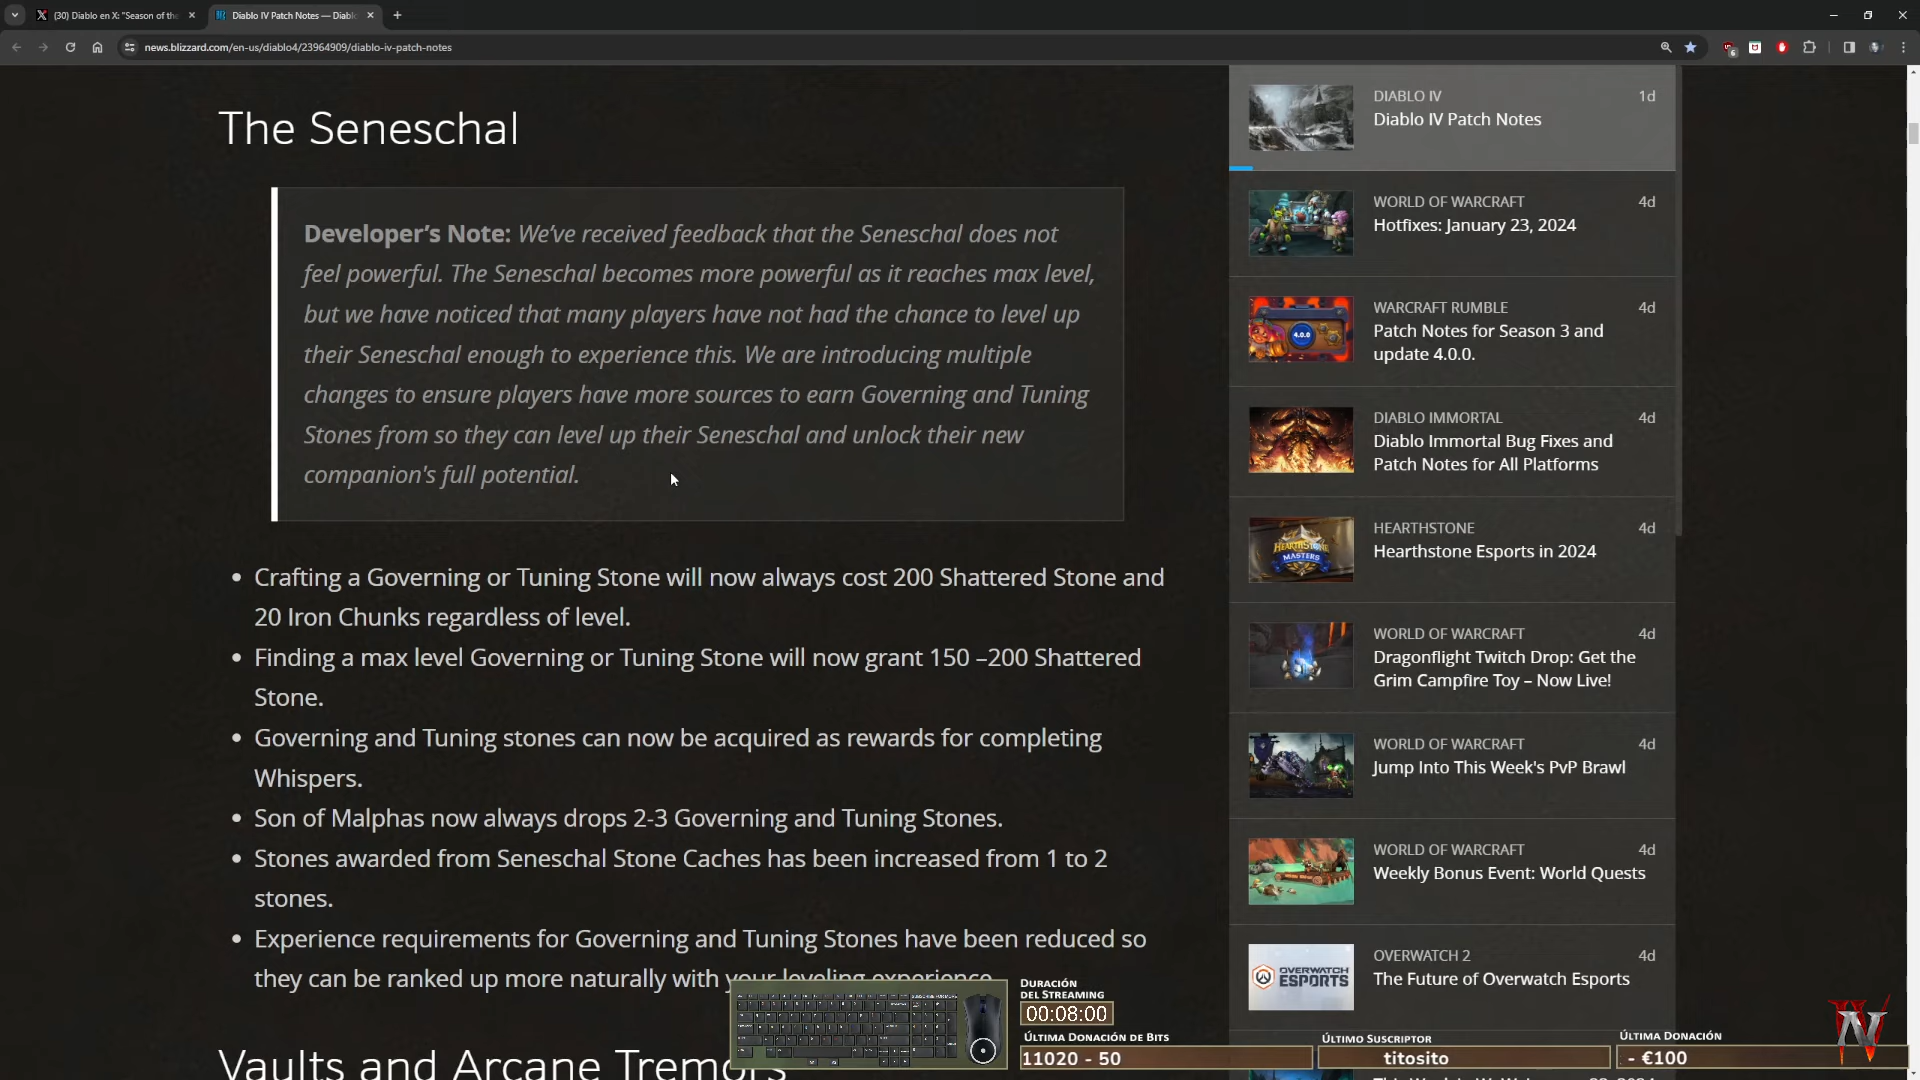 (30) Diablo en X: "Season of the
Diablo IV Patch Notes — Diablo
news.blizzard.com/en-us/diablo4/23964909/diablo-iv-patch-notes
6
The Seneschal
Developer's Note: We've received feedback that the Seneschal does not
feel powerful. The Seneschal becomes more powerful as it reaches max level,
but we have noticed that many players have not had the chance to level up
their Seneschal enough to experience this. We are introducing multiple
changes to ensure players have more sources to earn Governing and Tuning
Stones from so they can level up their Seneschal and unlock their new
companion's full potential.
• Crafting a Governing or Tuning Stone will now always cost 200 Shattered Stone and
20 Iron Chunks regardless of level.
• Finding a max level Governing or Tuning Stone will now grant 150 –200 Shattered
Stone.
• Governing and Tuning stones can now be acquired as rewards for completing
Whispers.
• Son of Malphas now always drops 2-3 Governing and Tuning Stones.
• Stones awarded from Seneschal Stone Caches has been increased from 1 to 2
stones.
• Experience requirements for Governing and Tuning Stones have been reduced so
they can be ranked up more naturally with your leveling experience.
Vaults and Arcane Tremors
DIABLO IV 1d
Diablo IV Patch Notes
WORLD OF WARCRAFT 4d
Hotfixes: January 23, 2024
4.0.0
WARCRAFT RUMBLE 4d
Patch Notes for Season 3 and
update 4.0.0.
DIABLO IMMORTAL 4d
Diablo Immortal Bug Fixes and
Patch Notes for All Platforms
HEARTHSTONE
MASTERS
HEARTHSTONE 4d
Hearthstone Esports in 2024
WORLD OF WARCRAFT 4d
Dragonflight Twitch Drop: Get the
Grim Campfire Toy – Now Live!
WORLD OF WARCRAFT 4d
Jump Into This Week's PvP Brawl
WORLD OF WARCRAFT 4d
Weekly Bonus Event: World Quests
OVERWATCH
ESPORTS
OVERWATCH 2 4d
The Future of Overwatch Esports
DURACIÓN
DEL STREAMING
00:08:00
ÚLTIMA DONACIÓN DE BITS
11020 - 50
ÚLTIMO SUSCRIPTOR
titosito
ÚLTIMA DONACIÓN
- €100
IV